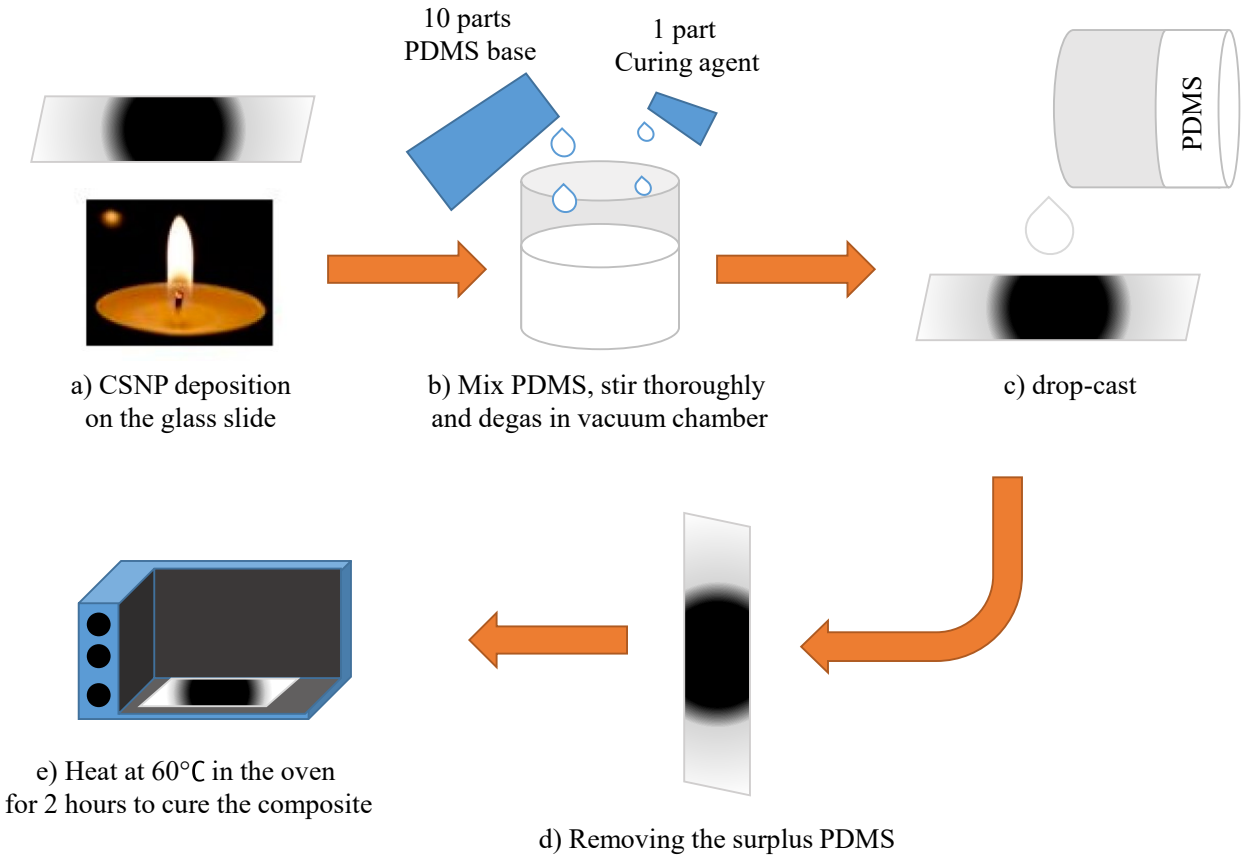 10 parts
PDMS base
1 part
Curing agent
PDMS
a) CSNP deposition
on the glass slide
b) Mix PDMS, stir thoroughly
and degas in vacuum chamber
c) drop-cast
e) Heat at 60°C in the oven
for 2 hours to cure the composite
d) Removing the surplus PDMS